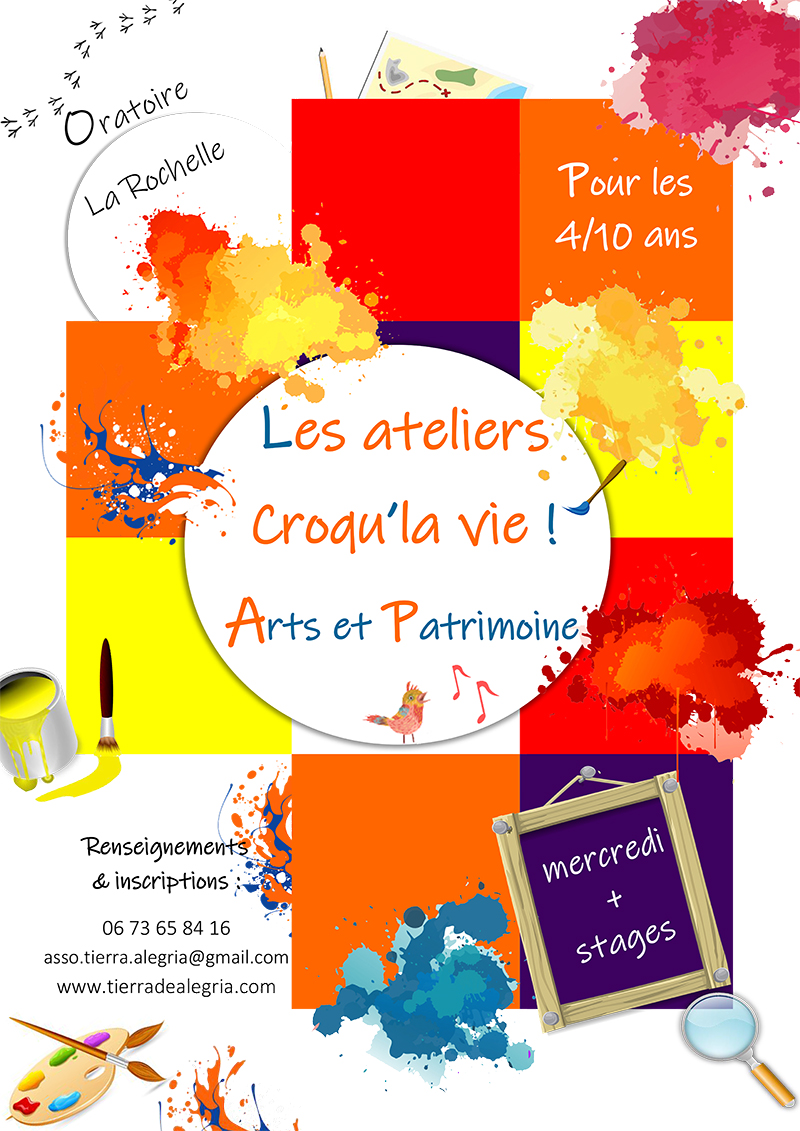 Oratoire
La Rochelle
Pour les
4/10 ans
Les ateliers
Croqu'la vie !
Arts et Patrimoine
mercredi
+
stages
Renseignements
& inscriptions :
06 73 65 84 16
asso.tierra.alegria@gmail.com
www.tierradealegria.com